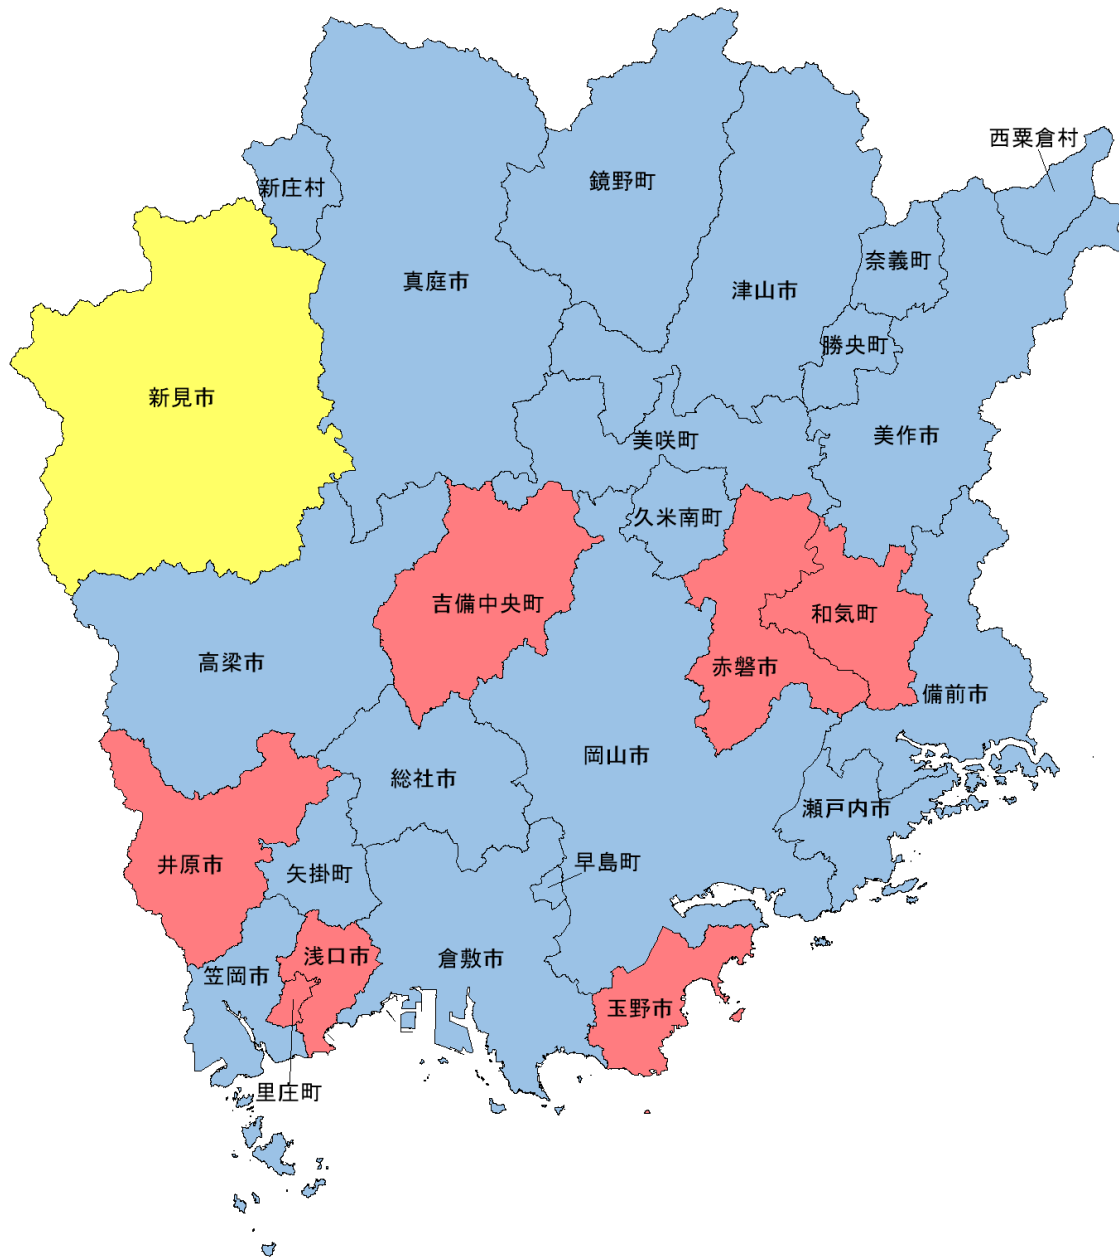 西粟倉村
新庄村
鏡野町
奈義町
真庭市
津山市
勝央町
新見市
美作市
美咲町
久米南町
吉備中央町
和気町
高梁市
赤磐市
備前市
岡山市
総社市
瀬戸内市
井原市
早島町
矢掛町
浅口市
倉敷市
笠岡市
玉野市
里庄町